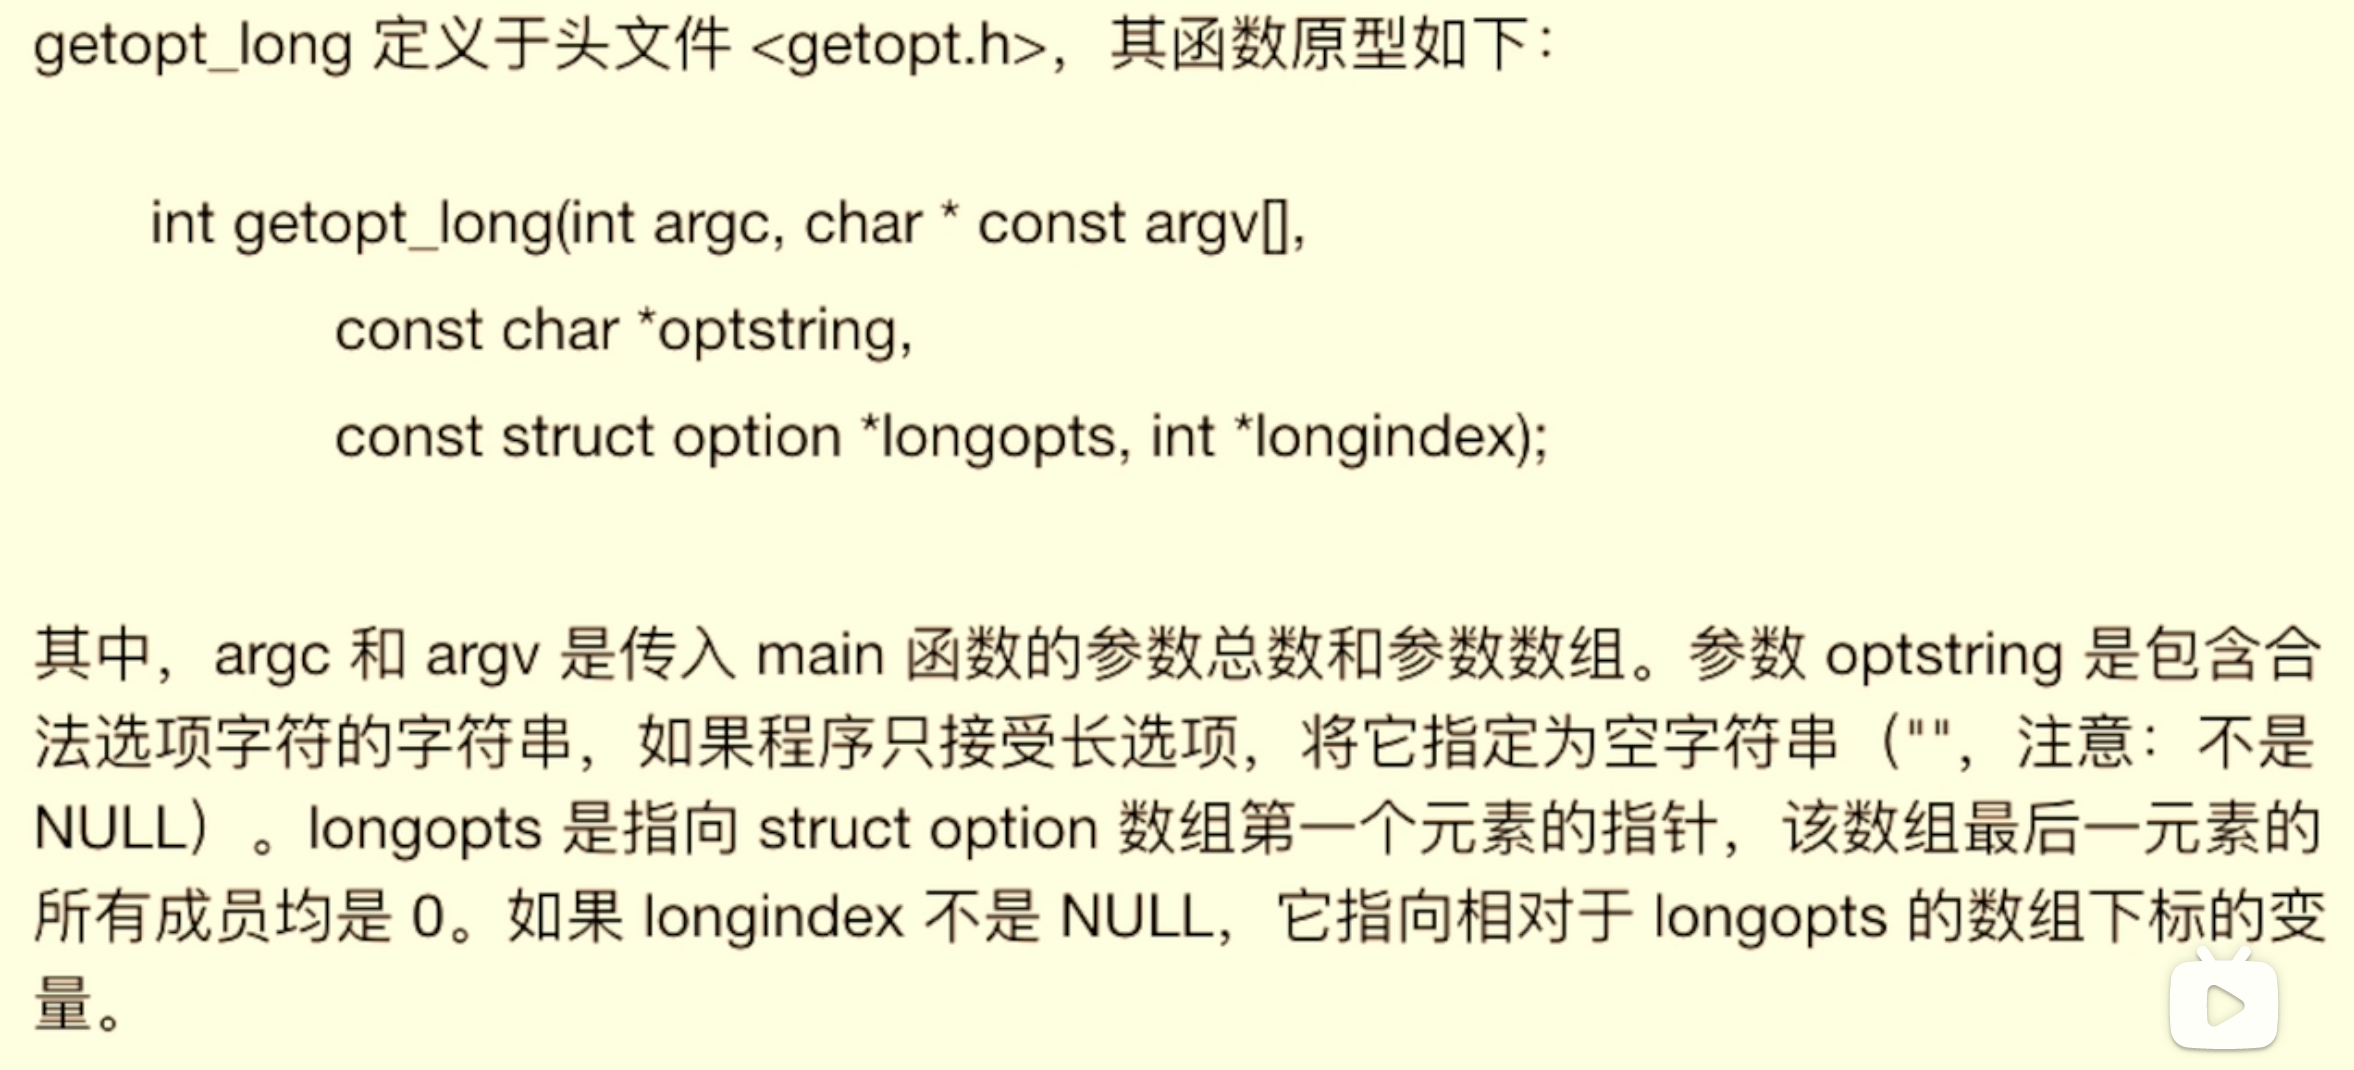 getopt_long 定义于头文件 <getopt.h>，其函数原型如下：
int getopt_long(int argc, char * const argv[],
const char *optstring,
const struct option *longopts, int *longindex);
其中，argc 和 argv 是传入 main 函数的参数总数和参数数组。参数 optstring 是包含合
法选项字符的字符串，如果程序只接受长选项，将它指定为空字符串（""，注意：不是
NULL）。longopts 是指向 struct option 数组第一个元素的指针，该数组最后一元素的
所有成员均是 0。如果 longindex 不是 NULL，它指向相对于 longopts 的数组下标的变
量。